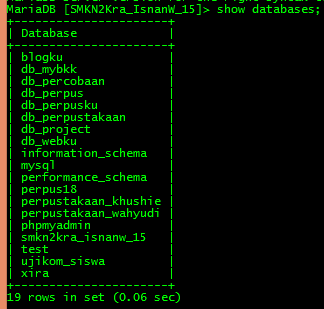 MariaDB [SMKN2Kra_IsnanW_15]> show databases;
+----------------------+
| Database             |
+----------------------+
| blogku               |
| db_mybkk             |
| db_percobaan         |
| db_perpus            |
| db_perpusku          |
| db_perpustakaan      |
| db_project           |
| db_webku             |
| information_schema   |
| mysql                |
| performance_schema   |
| perpus18             |
| perpustakaan_khushie |
| perpustakaan_wahyudi |
| phpmyadmin           |
| smkn2kra_isnanw_15   |
| test                 |
| ujikom_siswa         |
| xira                 |
+----------------------+
19 rows in set (0.06 sec)